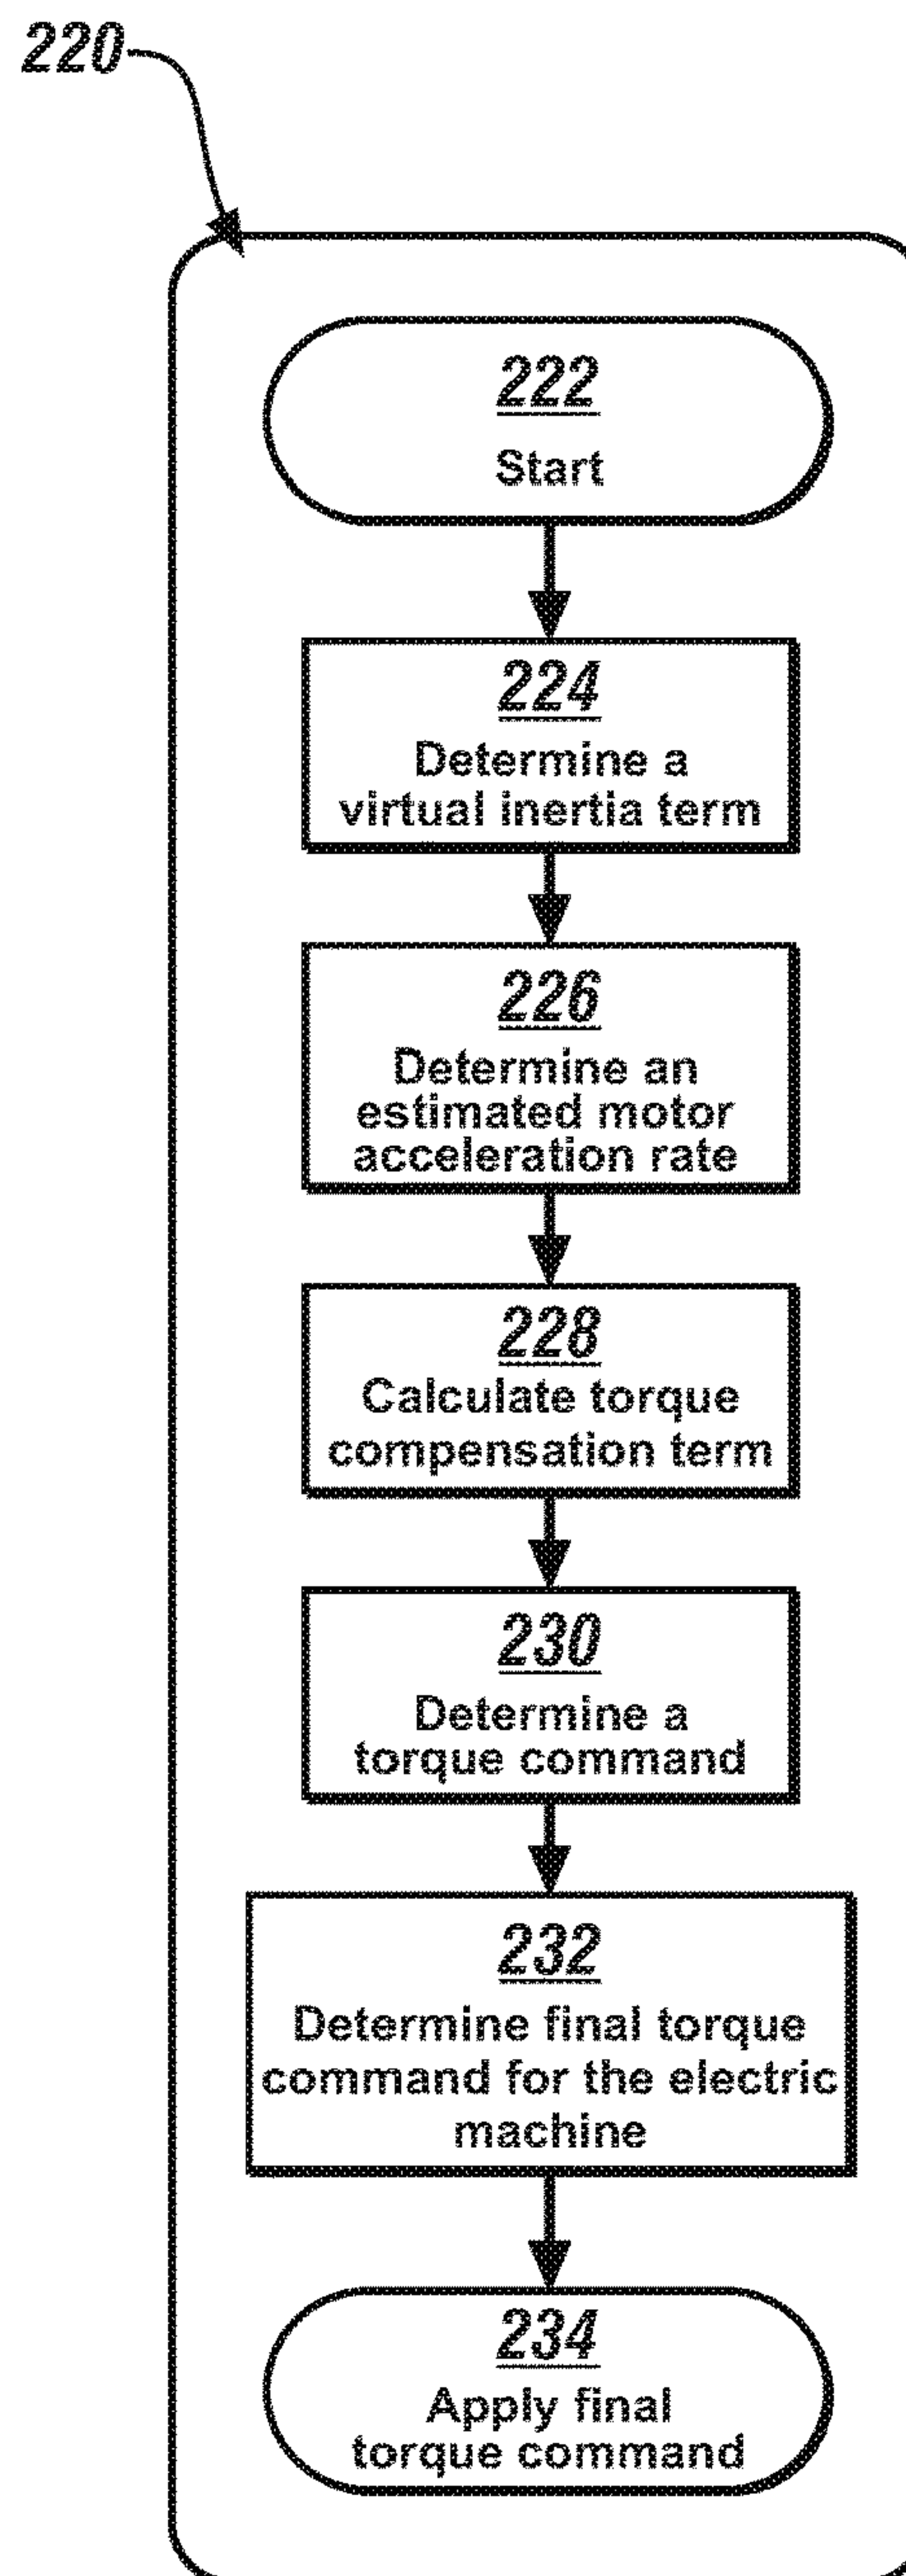 220
222
Start
224
Determine a
virtual inertia term
226
Determine an
estimated motor
acceleration rate
228
Calculate torque
compensation term
230
Determine a
torque command
232
Determine final torque
command for the electric
machine
234
Apply final
torque command